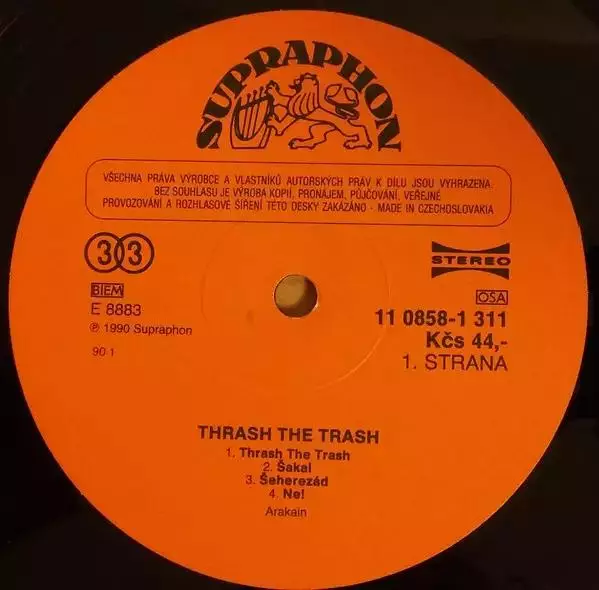 SUPRAPHON
VŠECHNA PRÁVA VÝROBCE A VLASTNÍKŮ AUTORSKÝCH PRÁV K DÍLU JSOU VYHRAZENA.
BEZ SOUHLASU JE VÝROBA KOPIÍ, PRONÁJEM, PŮJČOVÁNÍ, VEŘEJNÉ
PROVOZOVÁNÍ A ROZHLASOVÉ ŠÍŘENÍ TÉTO DESKY ZAKÁZÁNO - MADE IN CZECHOSLOVAKIA
33
STEREO
BIEM
E 8883
℗ 1990 Supraphon
90 1
OSA
11 0858-1 311
Kčs 44,-
1. STRANA
THRASH THE TRASH
1. Thrash The Trash
2. Šakal
3. Šeherezád
4. Ne!
Arakain